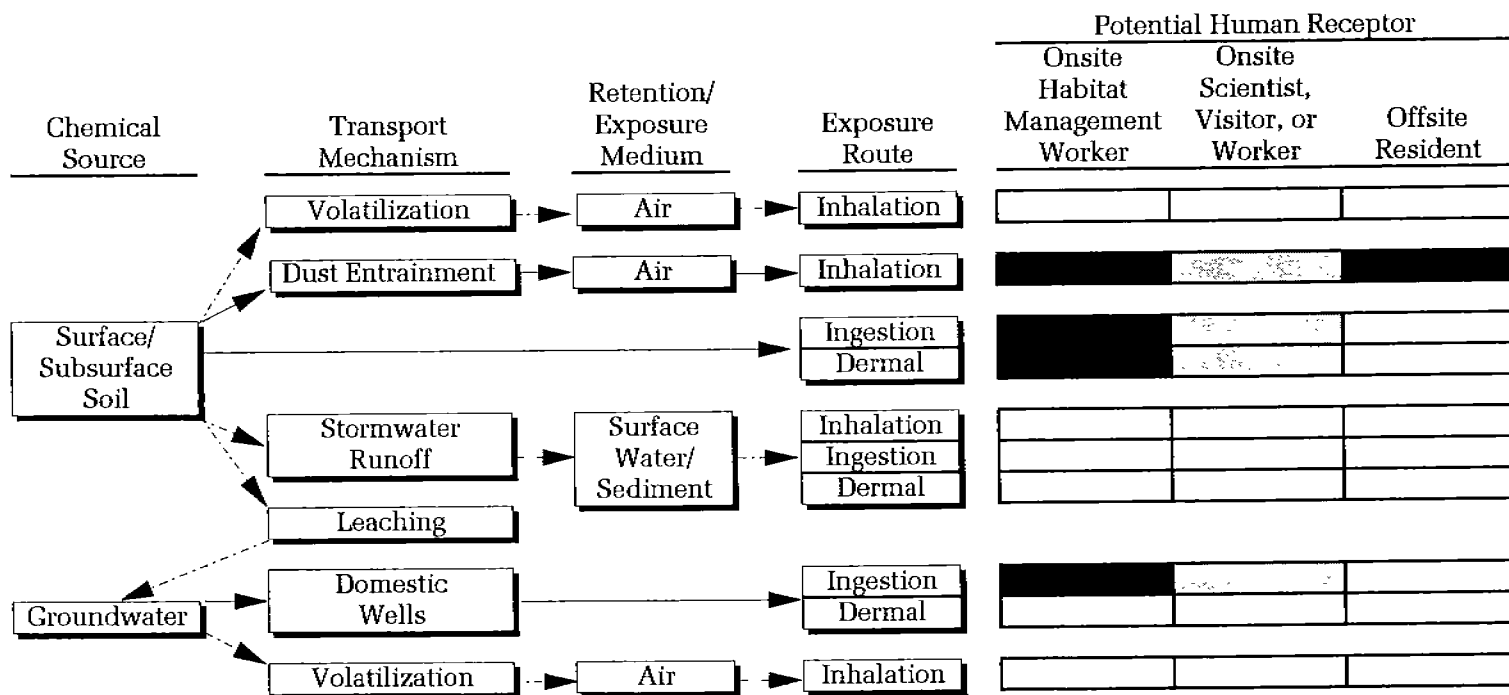 Potential Human Receptor
Chemical
Source
Transport
Mechanism
Retention/
Exposure
Medium
Exposure
Route
Onsite
Habitat
Management
Worker
Onsite
Scientist,
Visitor, or
Worker
Offsite
Resident
Volatilization
Air
Inhalation
Dust Entrainment
Air
Inhalation
Surface/
Subsurface
Soil
Ingestion
Dermal
Stormwater
Runoff
Surface
Water/
Sediment
Inhalation
Ingestion
Dermal
Leaching
Groundwater
Domestic
Wells
Ingestion
Dermal
Volatilization
Air
Inhalation